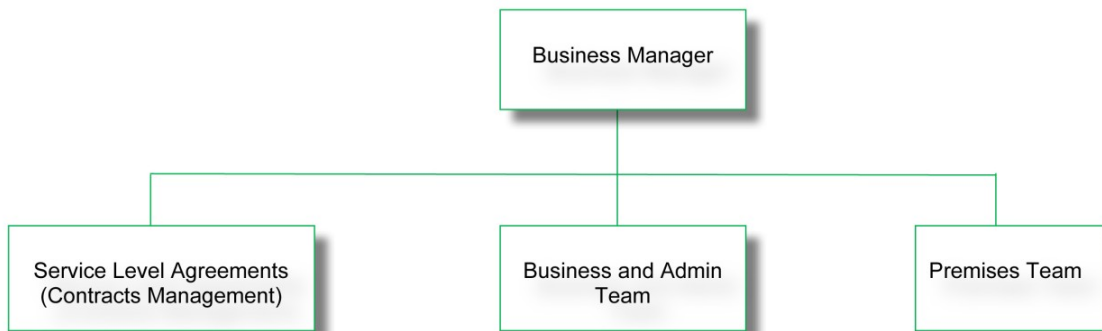 Business Manager
Service Level Agreements
(Contracts Management)
Business and Admin
Team
Premises Team